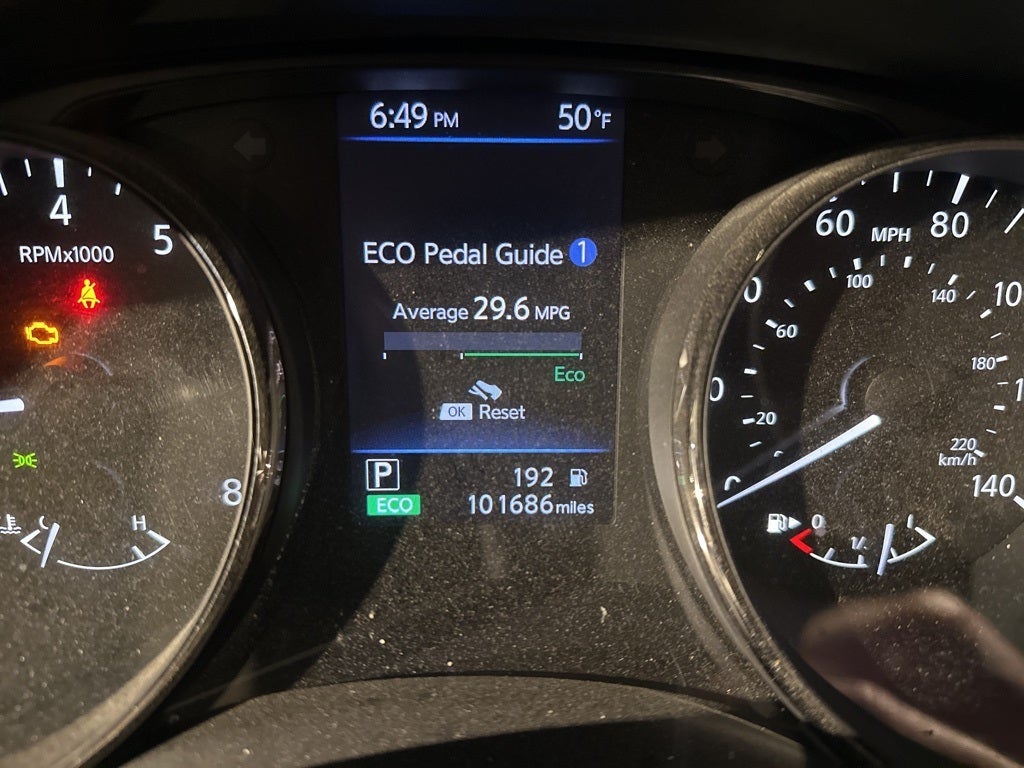 6:49 PM 50°F
ECO Pedal Guide 1
Average 29.6 MPG
Eco
OK Reset
P 192
ECO 101686 miles
4
5
RPMx1000
8
C H
60
MPH
80
100
140
60
180
20
220
km/h
140
0